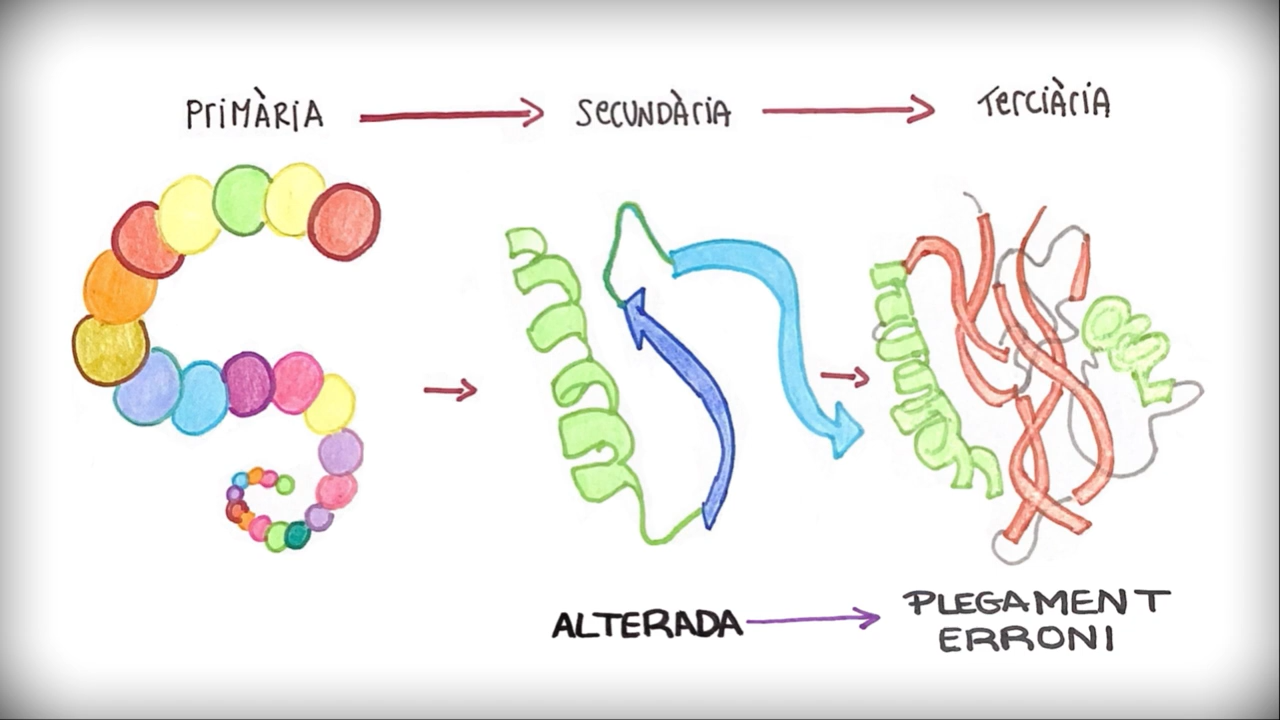 PRIMÀRIA
SECUNDÀRIA
TERCIÀRIA
ALTERADA
PLEGAMENT
ERRONI